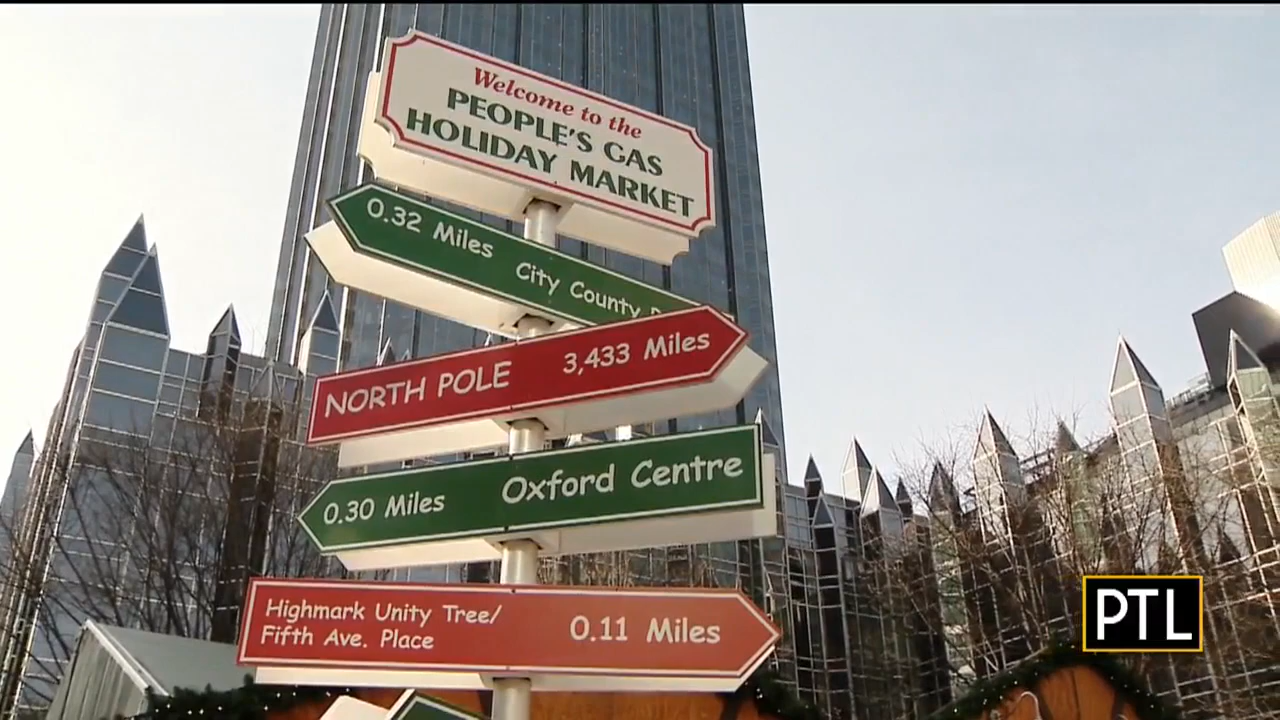 Welcome to the
PEOPLE'S GAS
HOLIDAY MARKET
0.32 Miles City County
NORTH POLE 3,433 Miles
0.30 Miles Oxford Centre
Highmark Unity Tree/
Fifth Ave. Place
0.11 Miles
PTL